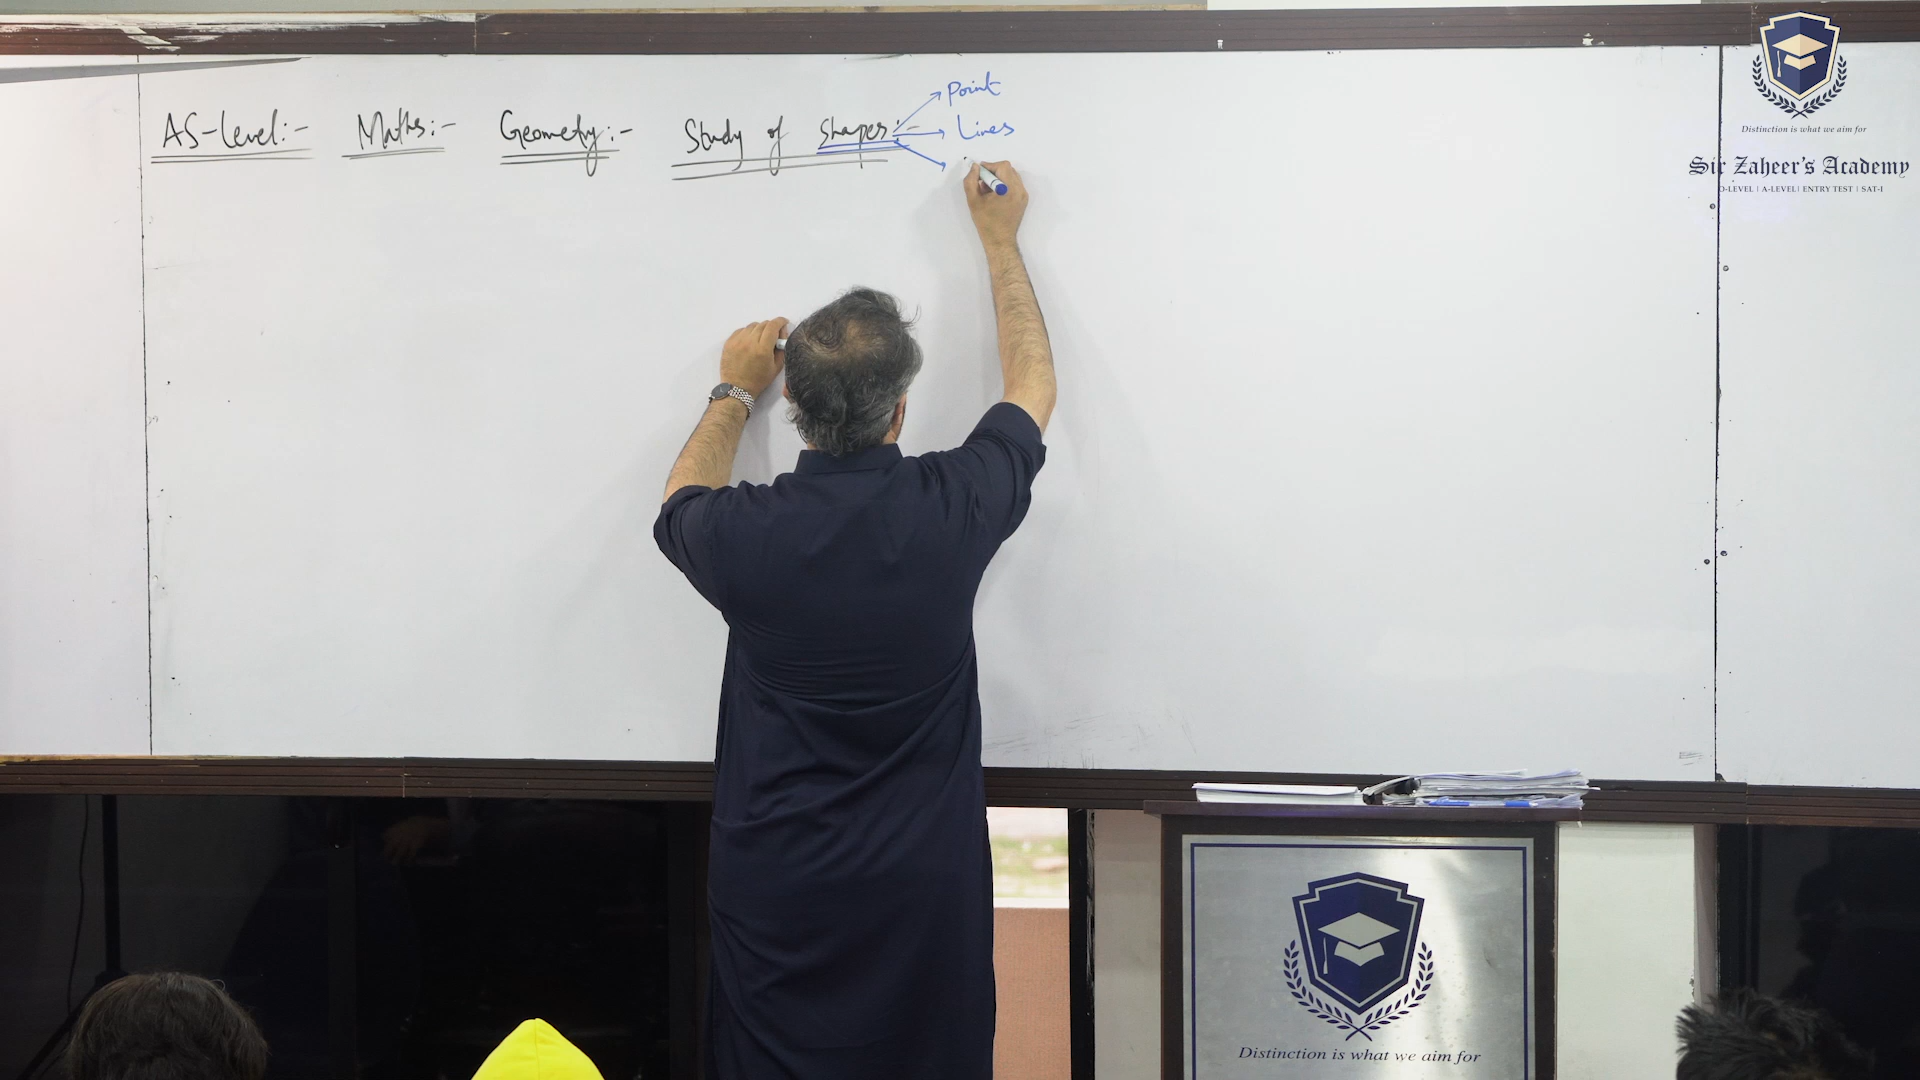 AS-Level:- Maths:- Geometry:- Study of shapes:-
Point
Lines
Distinction is what we aim for
Sir Zaheer's Academy
O-LEVEL | A-LEVEL | ENTRY TEST | SAT-I
Distinction is what we aim for